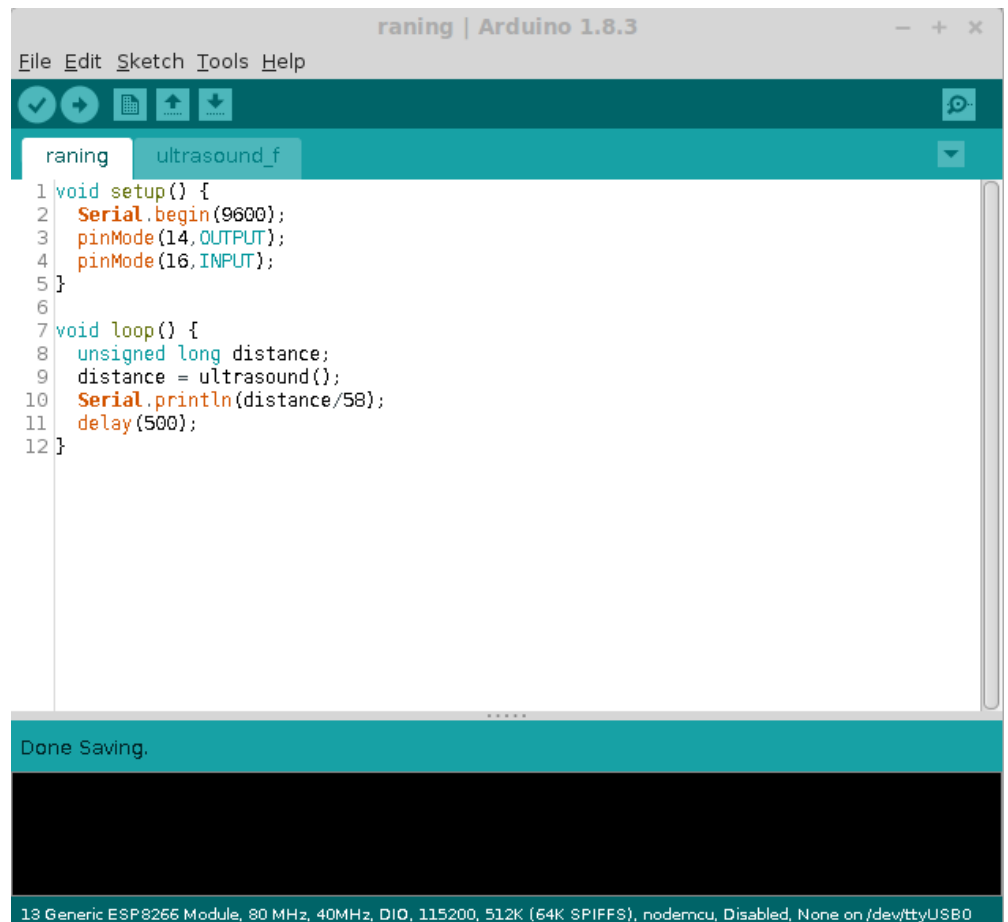 raning | Arduino 1.8.3
File Edit Sketch Tools Help
raning ultrasound_f
1 void setup() {
2 Serial.begin(9600);
3 pinMode(14,OUTPUT);
4 pinMode(16,INPUT);
5 }
6
7 void loop() {
8 unsigned long distance;
9 distance = ultrasound();
10 Serial.println(distance/58);
11 delay(500);
12 }
Done Saving.
13 Generic ESP8266 Module, 80 MHz, 40MHz, DIO, 115200, 512K (64K SPIFFS), nodemcu, Disabled, None on /dev/ttyUSB0